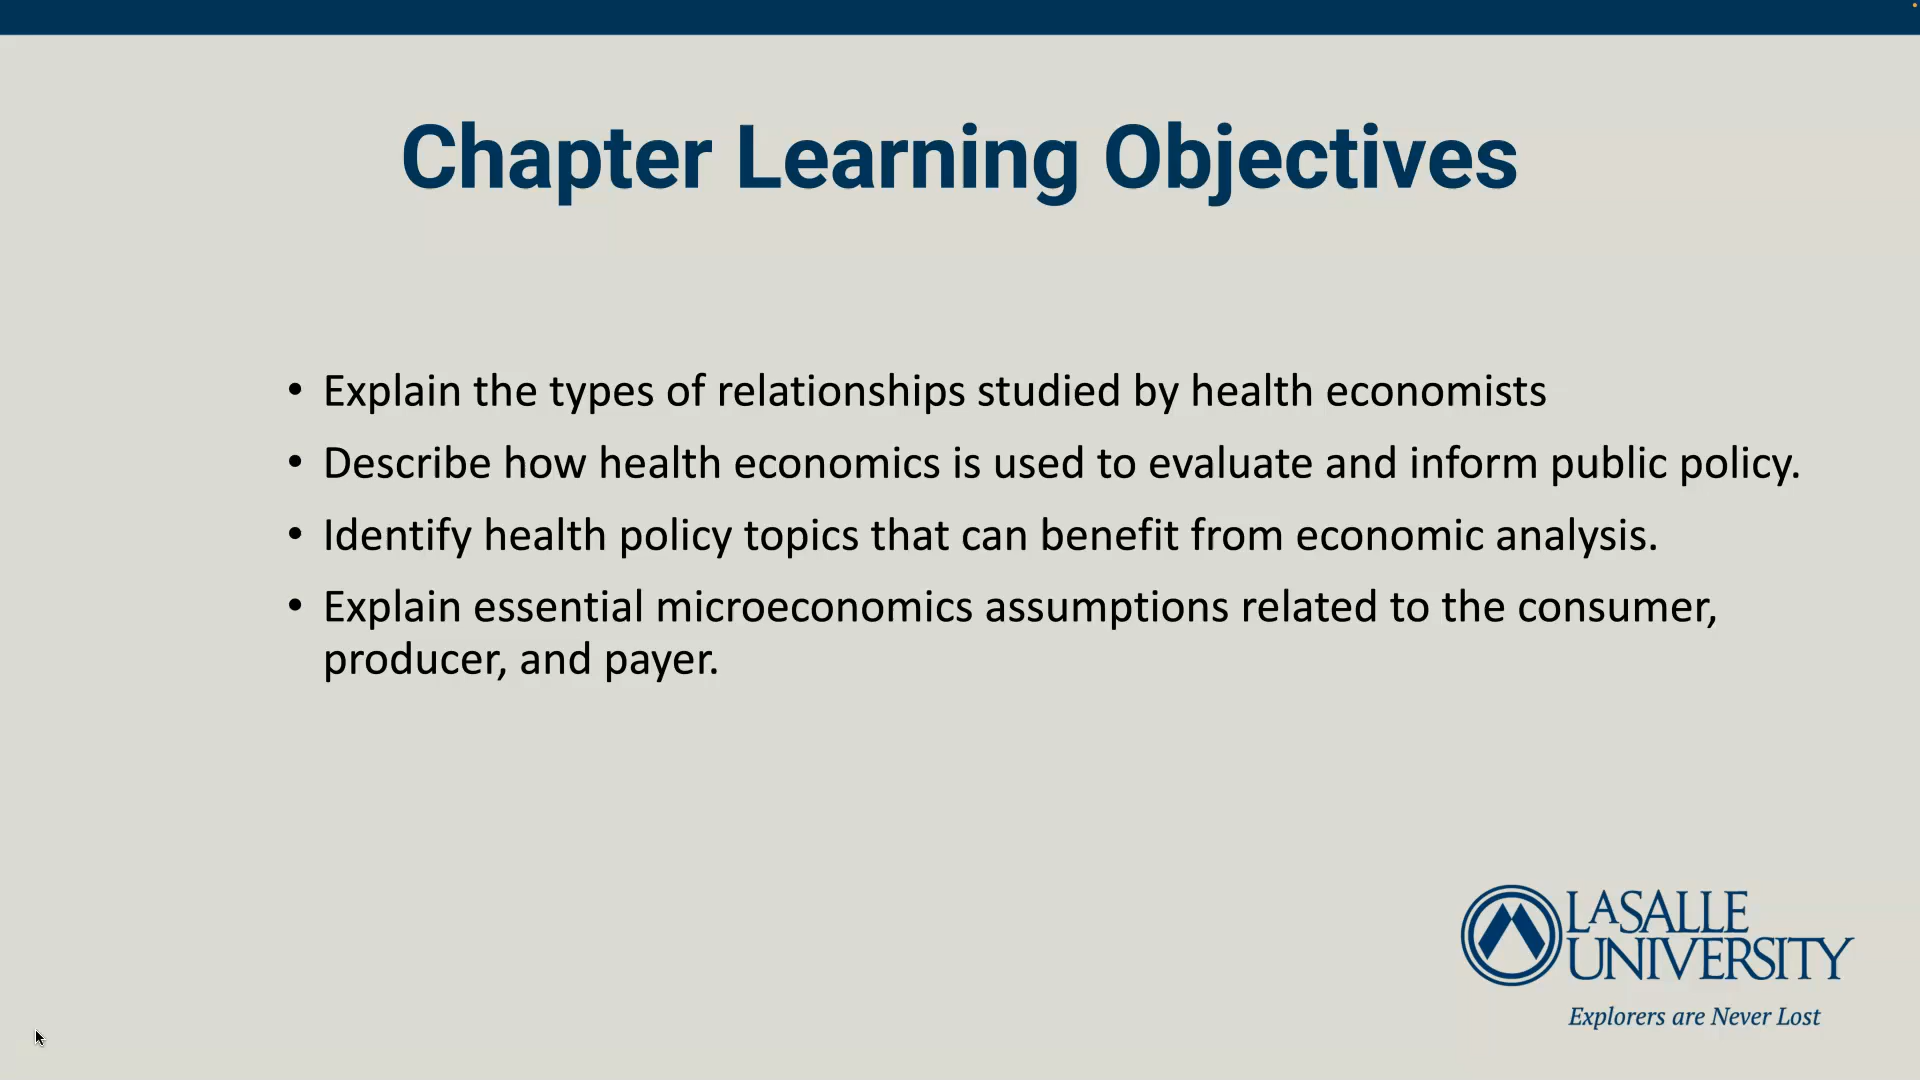 Chapter Learning Objectives
• Explain the types of relationships studied by health economists
• Describe how health economics is used to evaluate and inform public policy.
• Identify health policy topics that can benefit from economic analysis.
• Explain essential microeconomics assumptions related to the consumer,
producer, and payer.
LASALLE
UNIVERSITY
Explorers are Never Lost